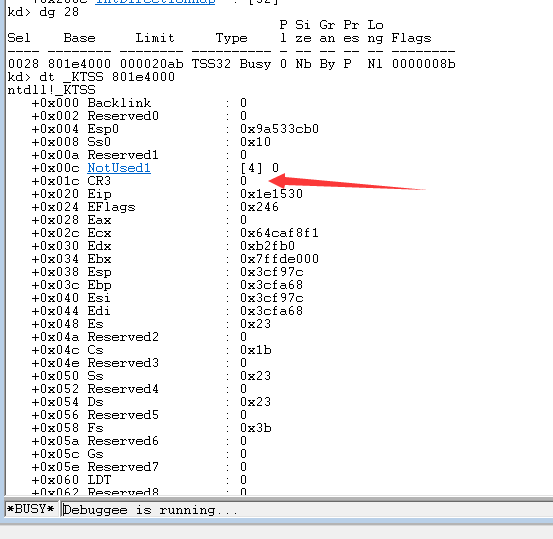 kd> dg 28
P Si Gr Pr Lo
Sel    Base     Limit     Type    l ze an es ng Flags
---- -------- -------- ---------- - -- -- -- -- --------
0028 801e4000 000020ab TSS32 Busy 0 Nb By P  Nl 0000008b
kd> dt _KTSS 801e4000
ntdll!_KTSS
   +0x000 Backlink         : 0
   +0x002 Reserved0        : 0
   +0x004 Esp0             : 0x9a533cb0
   +0x008 Ss0              : 0x10
   +0x00a Reserved1        : 0
   +0x00c NotUsed1         : [4] 0
   +0x01c CR3              : 0
   +0x020 Eip              : 0x1e1530
   +0x024 EFlags           : 0x246
   +0x028 Eax              : 0
   +0x02c Ecx              : 0x64caf8f1
   +0x030 Edx              : 0xb2fb0
   +0x034 Ebx              : 0x7ffde000
   +0x038 Esp              : 0x3cf97c
   +0x03c Ebp              : 0x3cfa68
   +0x040 Esi              : 0x3cf97c
   +0x044 Edi              : 0x3cfa68
   +0x048 Es               : 0x23
   +0x04a Reserved2        : 0
   +0x04c Cs               : 0x1b
   +0x04e Reserved3        : 0
   +0x050 Ss               : 0x23
   +0x052 Reserved4        : 0
   +0x054 Ds               : 0x23
   +0x056 Reserved5        : 0
   +0x058 Fs               : 0x3b
   +0x05a Reserved6        : 0
   +0x05c Gs               : 0
   +0x05e Reserved7        : 0
   +0x060 LDT              : 0
   +0x062 Reserved8        : 0
*BUSY* Debuggee is running...